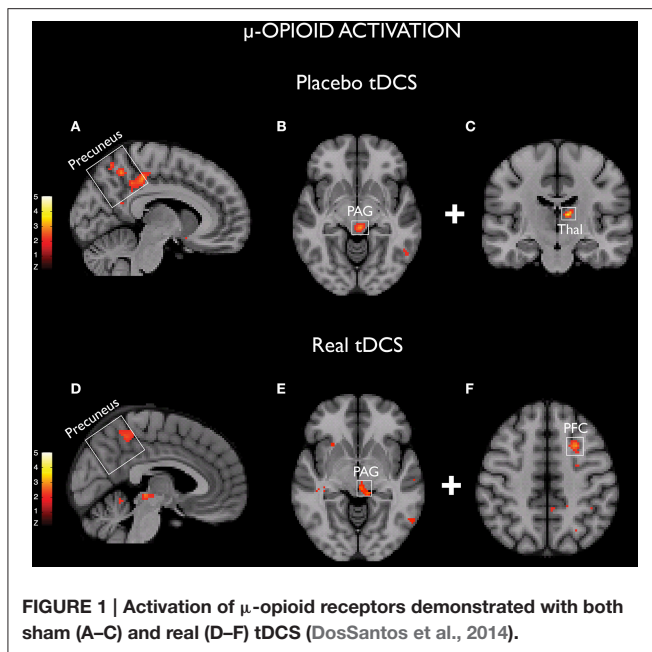 μ-OPIOID ACTIVATION
Placebo tDCS
A
B
C
Precuneus
PAG
Thal
+
5
4
3
2
1
Z
Real tDCS
D
E
F
Precuneus
PAG
PFC
+
5
4
3
2
1
Z
FIGURE 1 | Activation of μ-opioid receptors demonstrated with both
sham (A–C) and real (D–F) tDCS (DosSantos et al., 2014).